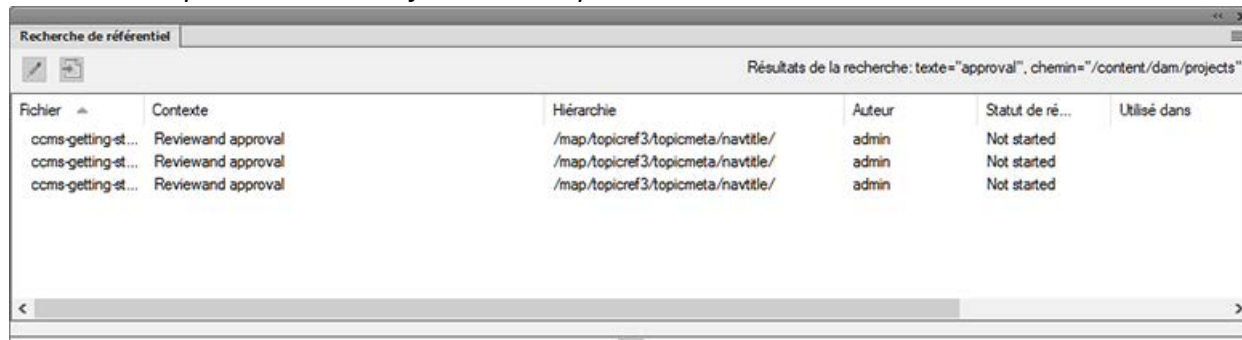 Recherche de référentiel
Résultats de la recherche: texte="approval", chemin="/content/dam/projects"
Fichier Contexte Hiérarchie Auteur Statut de ré... Utilisé dans
ccms-getting-st... Reviewand approval /map/topicref3/topicmeta/navtitle/ admin Not started
ccms-getting-st... Reviewand approval /map/topicref3/topicmeta/navtitle/ admin Not started
ccms-getting-st... Reviewand approval /map/topicref3/topicmeta/navtitle/ admin Not started